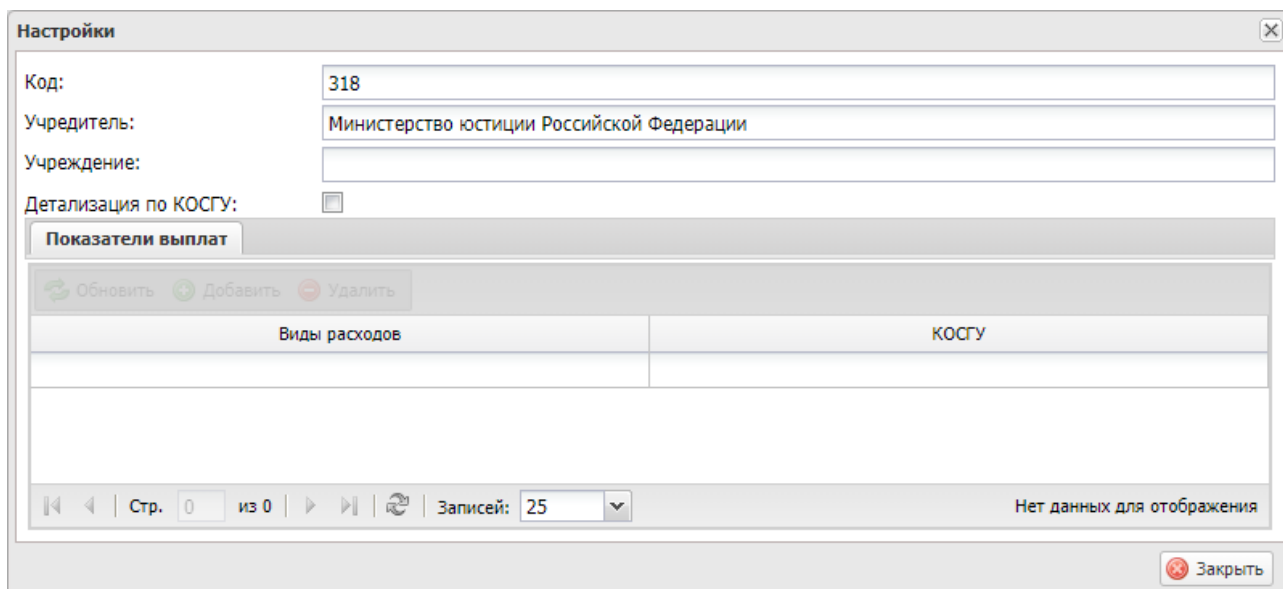 Настройки
Код: 318
Учредитель: Министерство юстиции Российской Федерации
Учреждение:
Детализация по КОСГУ:
Показатели выплат
Обновить Добавить Удалить
Виды расходов КОСГУ
Стр. 0 из 0 Записей: 25 Нет данных для отображения
Закрыть